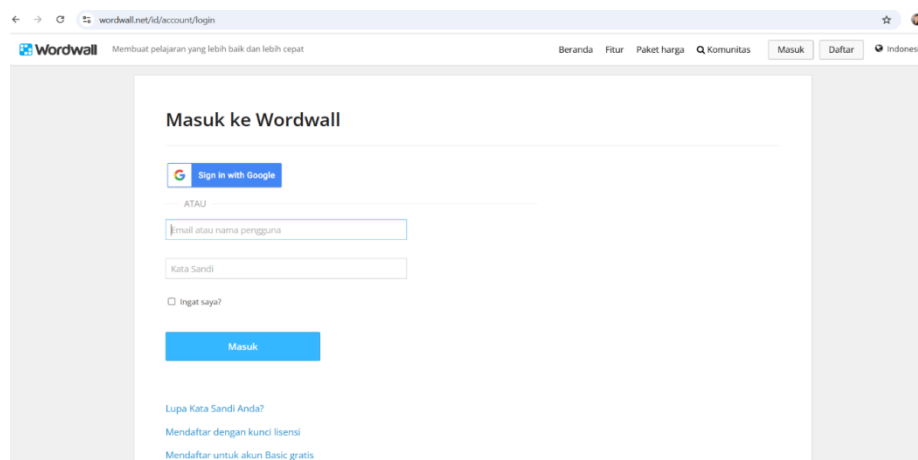 wordwall.net/id/account/login
Wordwall Membuat pelajaran yang lebih baik dan lebih cepat Beranda Fitur Paket harga Komunitas Masuk Daftar Indones
Masuk ke Wordwall
G Sign in with Google
ATAU
Email atau nama pengguna
Kata Sandi
Ingat saya?
Masuk
Lupa Kata Sandi Anda?
Mendaftar dengan kunci lisensi
Mendaftar untuk akun Basic gratis